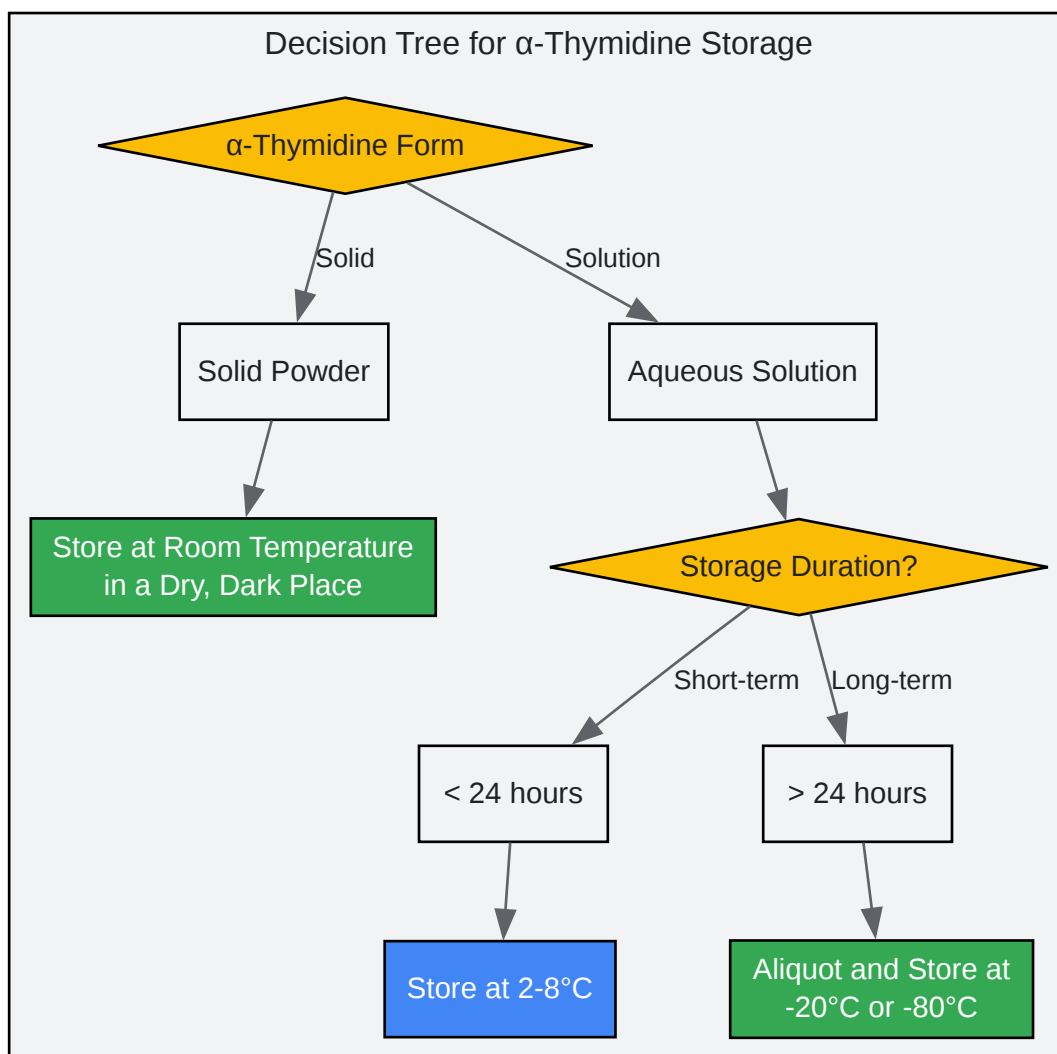 Decision Tree for α-Thymidine Storage
α-Thymidine Form
Solid
Solution
Solid Powder
Aqueous Solution
Store at Room Temperature
in a Dry, Dark Place
Storage Duration?
Short-term
Long-term
< 24 hours
> 24 hours
Store at 2-8°C
Aliquot and Store at
-20°C or -80°C